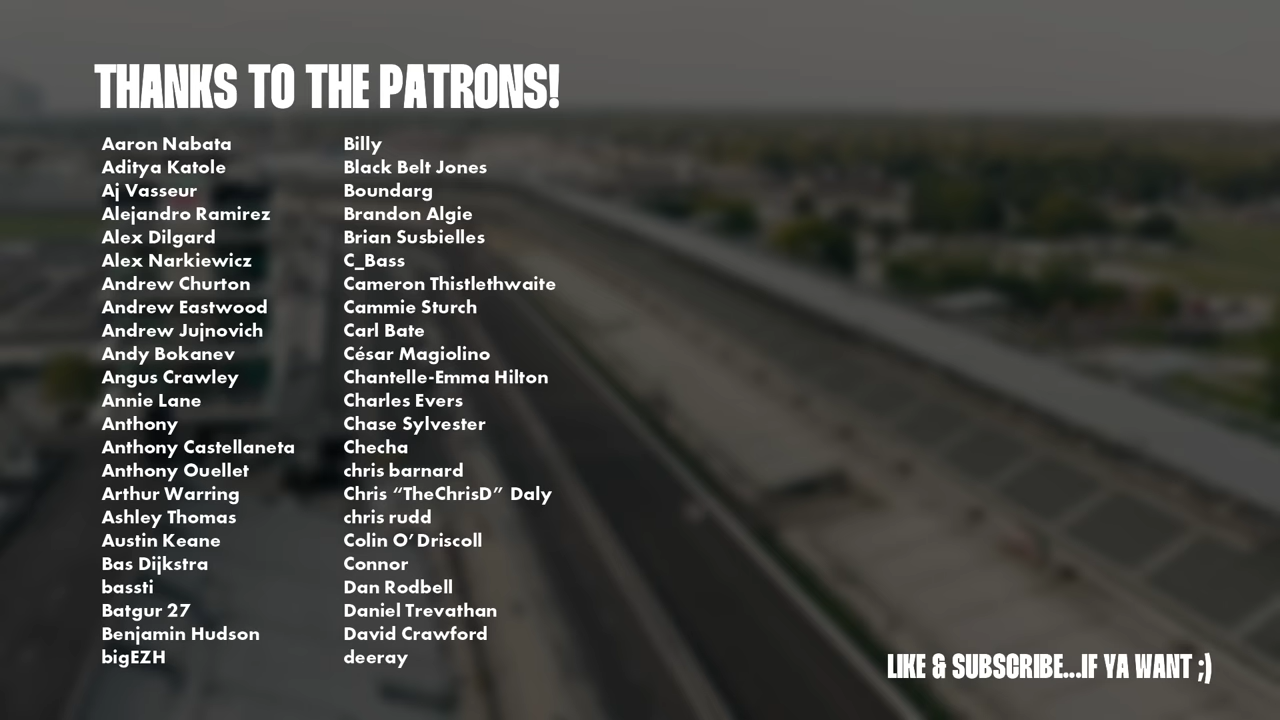 THANKS TO THE PATRONS!
Aaron Nabata
Aditya Katole
Aj Vasseur
Alejandro Ramirez
Alex Dilgard
Alex Narkiewicz
Andrew Churton
Andrew Eastwood
Andrew Jujnovich
Andy Bokanev
Angus Crawley
Annie Lane
Anthony
Anthony Castellaneta
Anthony Ouellet
Arthur Warring
Ashley Thomas
Austin Keane
Bas Dijkstra
bassti
Batgur 27
Benjamin Hudson
bigEZH
Billy
Black Belt Jones
Boundarg
Brandon Algie
Brian Susbielles
C_Bass
Cameron Thistlethwaite
Cammie Sturch
Carl Bate
César Magiolino
Chantelle-Emma Hilton
Charles Evers
Chase Sylvester
Checha
chris barnard
Chris “TheChrisD” Daly
chris rudd
Colin O’Driscoll
Connor
Dan Rodbell
Daniel Trevathan
David Crawford
deeray
LIKE & SUBSCRIBE...IF YA WANT ;)